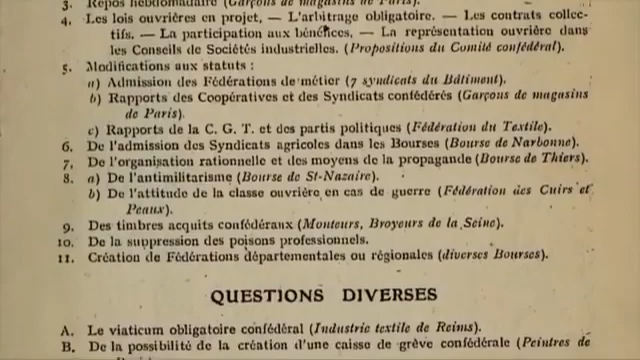 3. Repos hebdomadaire (Garçons de magasins de Paris).
4. Les lois ouvrières en projet, — L'arbitrage obligatoire. — Les contrats collec-
tifs. — La participation aux bénéfices, — La représentation ouvrière dans
les Conseils de Sociétés industrielles. (Propositions du Comité confédéral).
5. Modifications aux statuts :
a) Admission des Fédérations de métier (7 syndicats du Bâtiment).
b) Rapports des Coopératives et des Syndicats confédérés (Garçons de magasins
de Paris).
c) Rapports de la C. G. T. et des partis politiques (Fédération du Textile).
6. De l'admission des Syndicats agricoles dans les Bourses (Bourse de Narbonne).
7. De l'organisation rationnelle et des moyens de la propagande (Bourse de Thiers).
8. a) De l'antimilitarisme (Bourse de St-Nazaire).
b) De l'attitude de la classe ouvrière en cas de guerre (Fédération des Cuirs et
Peaux).
9. Des timbres acquits confédéraux (Monteurs, Broyeurs de la Seine).
10. De la suppression des poisons professionnels.
11. Création de Fédérations départementales ou régionales (diverses Bourses).
QUESTIONS DIVERSES
A. Le viaticum obligatoire confédéral (Industrie textile de Reims).
B. De la possibilité de la création d'une caisse de grève confédérale (Peintres de